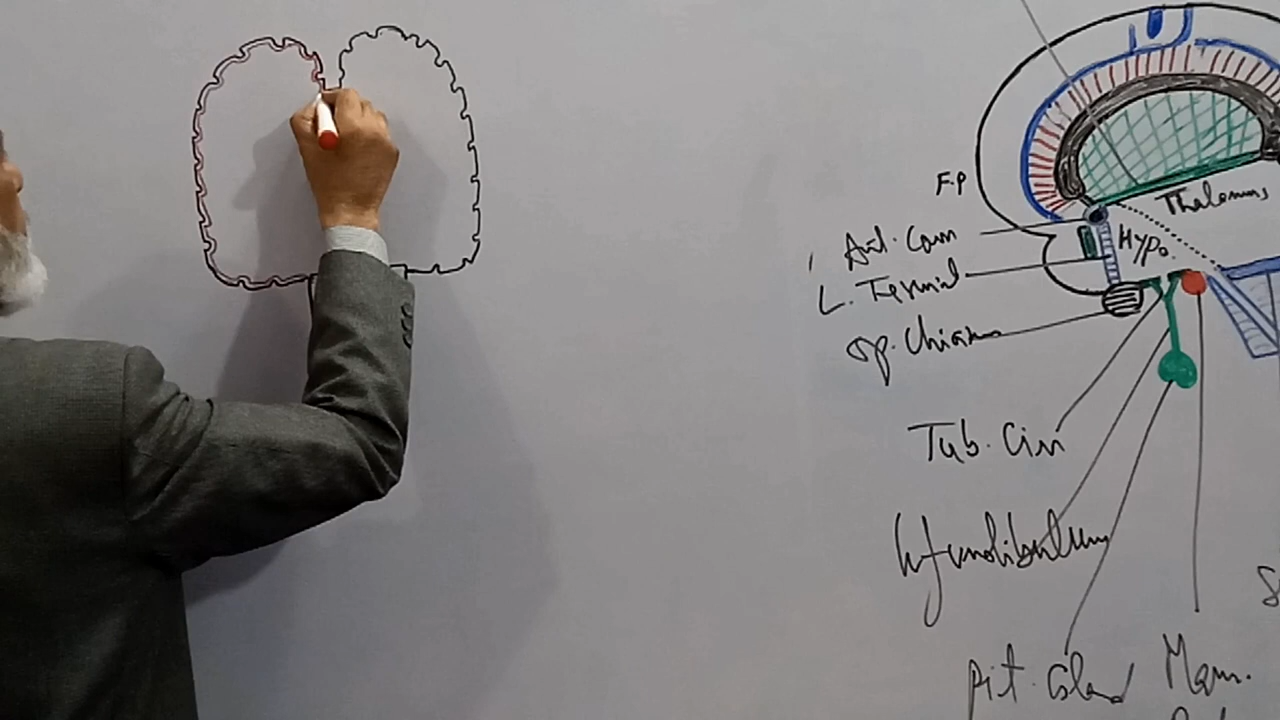 F.P
Thalamus
Ant. Com
Hypo.
L. Terminal
op. Chiasma
Tub. Cin
Infundibulum
pit. Gland
Mam.
S